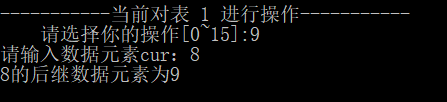 ----------当前对表 1 进行操作-----------
请选择你的操作[0~15]:9
请输入数据元素cur：8
8的后继数据元素为9